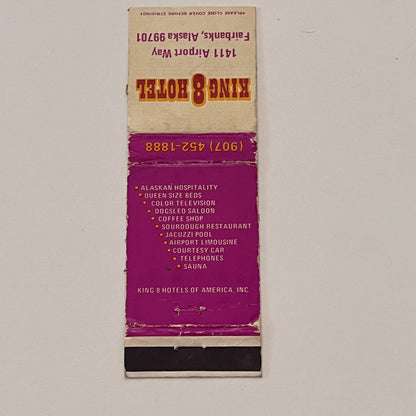 *PLEASE CLOSE COVER BEFORE STRIKING*
KING 8 HOTEL
1411 Airport Way
Fairbanks, Alaska 99701
(907) 452-1888
• ALASKAN HOSPITALITY
• QUEEN SIZE BEDS
• COLOR TELEVISION
• DOGSLED SALOON
• COFFEE SHOP
• SOURDOUGH RESTAURANT
• JACUZZI POOL
• AIRPORT LIMOUSINE
• COURTESY CAR
• TELEPHONES
• SAUNA
KING 8 HOTELS OF AMERICA, INC.